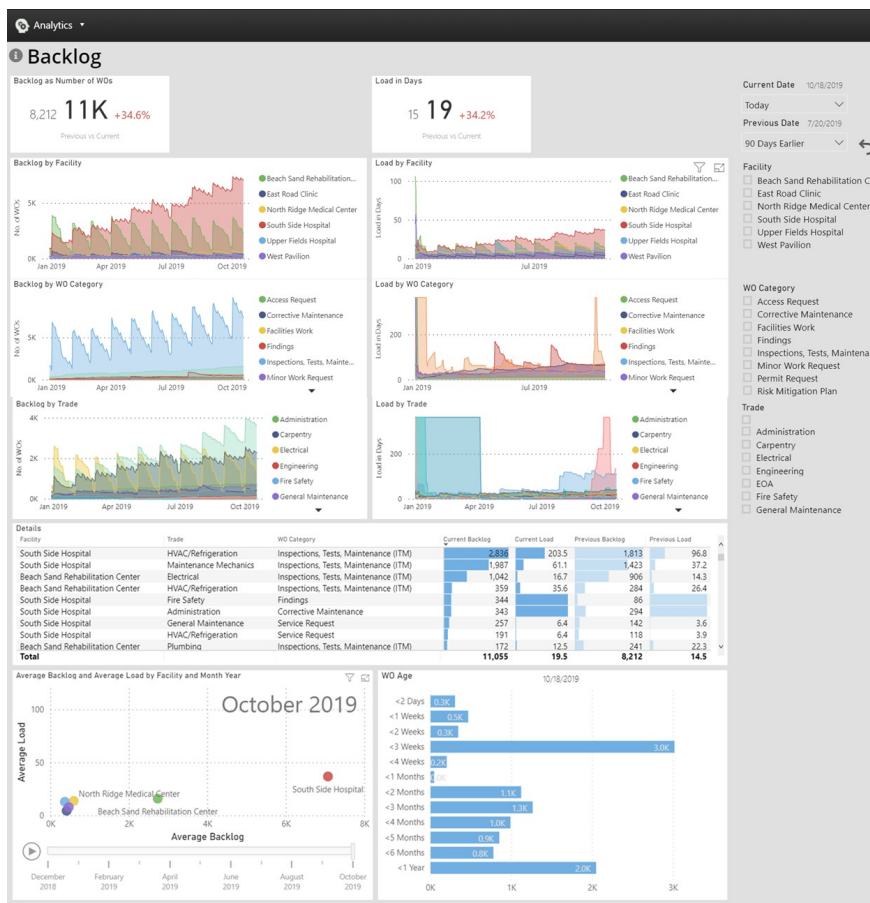 Analytics
Backlog
Backlog as Number of WOs
8,212 11K +34.6%
Previous vs Current
Load in Days
15 19 +34.2%
Previous vs Current
Current Date 10/18/2019
Today
Previous Date 7/20/2019
90 Days Earlier
Facility
Beach Sand Rehabilitation C
East Road Clinic
North Ridge Medical Center
South Side Hospital
Upper Fields Hospital
West Pavilion
WO Category
Access Request
Corrective Maintenance
Facilities Work
Findings
Inspections, Tests, Maintena
Minor Work Request
Permit Request
Risk Mitigation Plan
Trade
Administration
Carpentry
Electrical
Engineering
EOA
Fire Safety
General Maintenance
Backlog by Facility
No. of WOs
5K
0K
Jan 2019 Apr 2019 Jul 2019 Oct 2019
Beach Sand Rehabilitation...
East Road Clinic
North Ridge Medical Center
South Side Hospital
Upper Fields Hospital
West Pavilion
Load by Facility
Load in Days
100
50
0
Jan 2019 Jul 2019
Beach Sand Rehabilitation...
East Road Clinic
North Ridge Medical Center
South Side Hospital
Upper Fields Hospital
West Pavilion
Backlog by WO Category
No. of WOs
5K
0K
Jan 2019 Apr 2019 Jul 2019 Oct 2019
Access Request
Corrective Maintenance
Facilities Work
Findings
Inspections, Tests, Mainte...
Minor Work Request
Load by WO Category
Load in Days
200
0
Jan 2019 Jul 2019
Access Request
Corrective Maintenance
Facilities Work
Findings
Inspections, Tests, Mainte...
Minor Work Request
Backlog by Trade
No. of WOs
4K
2K
0K
Jan 2019 Apr 2019 Jul 2019 Oct 2019
Administration
Carpentry
Electrical
Engineering
Fire Safety
General Maintenance
Load by Trade
Load in Days
200
0
Jan 2019 Apr 2019 Jul 2019 Oct 2019
Administration
Carpentry
Electrical
Engineering
Fire Safety
General Maintenance
Details
Facility Trade WO Category Current Backlog Current Load Previous Backlog Previous Load
South Side Hospital HVAC/Refrigeration Inspections, Tests, Maintenance (ITM) 2,836 203.5 1,813 96.8
South Side Hospital Maintenance Mechanics Inspections, Tests, Maintenance (ITM) 1,987 61.1 1,423 37.2
Beach Sand Rehabilitation Center Electrical Inspections, Tests, Maintenance (ITM) 1,042 16.7 906 14.3
Beach Sand Rehabilitation Center HVAC/Refrigeration Inspections, Tests, Maintenance (ITM) 359 35.6 284 26.4
South Side Hospital Fire Safety Findings 344 86
South Side Hospital Administration Corrective Maintenance 343 294
South Side Hospital General Maintenance Service Request 257 6.4 142 3.6
South Side Hospital HVAC/Refrigeration Service Request 191 6.4 118 3.9
Beach Sand Rehabilitation Center Plumbing Inspections, Tests, Maintenance (ITM) 172 12.5 241 22.3
Total 11,055 19.5 8,212 14.5
Average Backlog and Average Load by Facility and Month Year
October 2019
Average Load
100
50
0
South Side Hospital
North Ridge Medical Center
Beach Sand Rehabilitation Center
0K 2K 4K 6K 8K
Average Backlog
December 2018 February 2019 April 2019 June 2019 August 2019 October 2019
WO Age
10/18/2019
<2 Days 0.3K
<1 Weeks 0.5K
<2 Weeks 0.3K
<3 Weeks 3.0K
<4 Weeks 0.2K
<1 Months
<2 Months 1.1K
<3 Months 1.3K
<4 Months 1.0K
<5 Months 0.9K
<6 Months 0.8K
<1 Year 2.0K
0K 1K 2K 3K